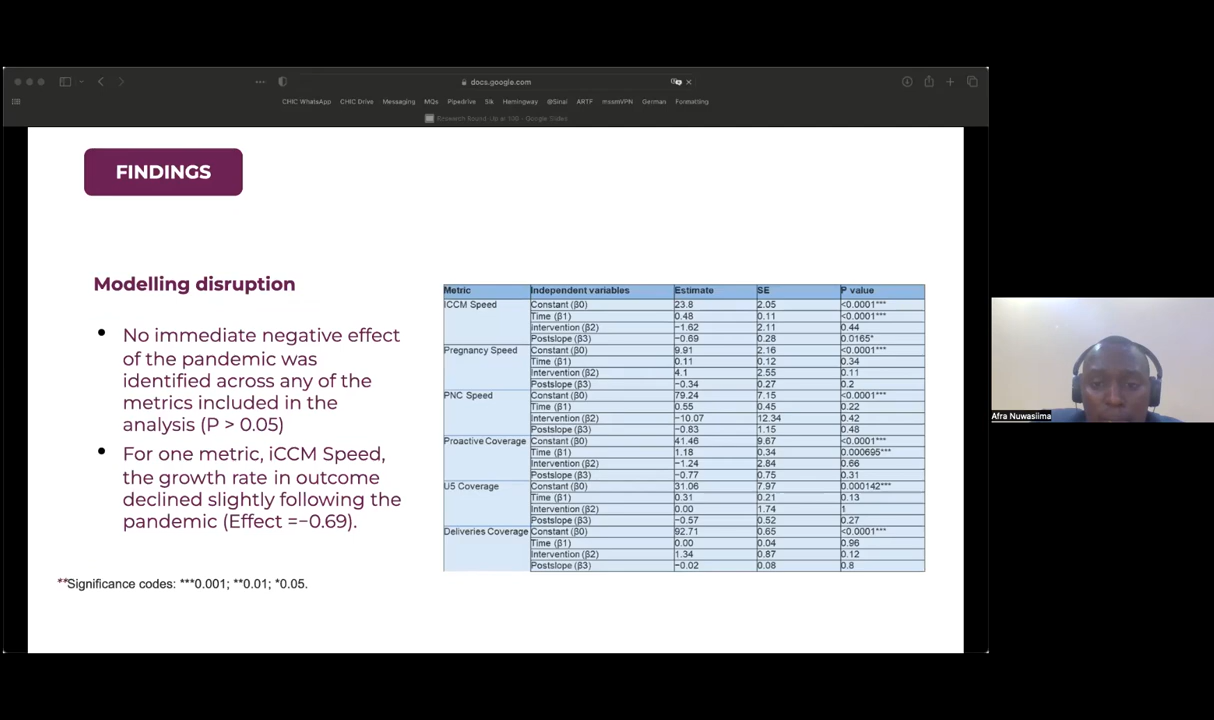 docs.google.com
CHIC WhatsApp CHIC Drive Messaging MQs Pipedrive Sik Hemingway @Sinai ARTF mssmVPN German Formatting
Google Slides
FINDINGS
Modelling disruption
• No immediate negative effect
of the pandemic was
identified across any of the
metrics included in the
analysis (P > 0.05)
• For one metric, iCCM Speed,
the growth rate in outcome
declined slightly following the
pandemic (Effect =−0.69).
**Significance codes: ***0.001; **0.01; *0.05.
Metric Independent variables Estimate SE P value
iCCM Speed Constant (β0) 23.8 2.05 <0.0001***
Time (β1) 0.48 0.11 <0.0001***
Intervention (β2) −1.62 2.11 0.44
Postslope (β3) −0.69 0.28 0.0165*
Pregnancy Speed Constant (β0) 9.91 2.16 <0.0001***
Time (β1) 0.11 0.12 0.34
Intervention (β2) 4.1 2.55 0.11
Postslope (β3) −0.34 0.27 0.2
PNC Speed Constant (β0) 79.24 7.15 <0.0001***
Time (β1) 0.55 0.45 0.22
Intervention (β2) −10.07 12.34 0.42
Postslope (β3) −0.83 1.15 0.48
Proactive Coverage Constant (β0) 41.46 9.67 <0.0001***
Time (β1) 1.18 0.34 0.000695***
Intervention (β2) −1.24 2.84 0.66
Postslope (β3) −0.77 0.75 0.31
U5 Coverage Constant (β0) 31.06 7.97 0.000142***
Time (β1) 0.31 0.21 0.13
Intervention (β2) 0.00 1.74 1
Postslope (β3) −0.57 0.52 0.27
Deliveries Coverage Constant (β0) 92.71 0.65 <0.0001***
Time (β1) 0.00 0.04 0.96
Intervention (β2) 1.34 0.87 0.12
Postslope (β3) −0.02 0.08 0.8
Afra Nuwasiima